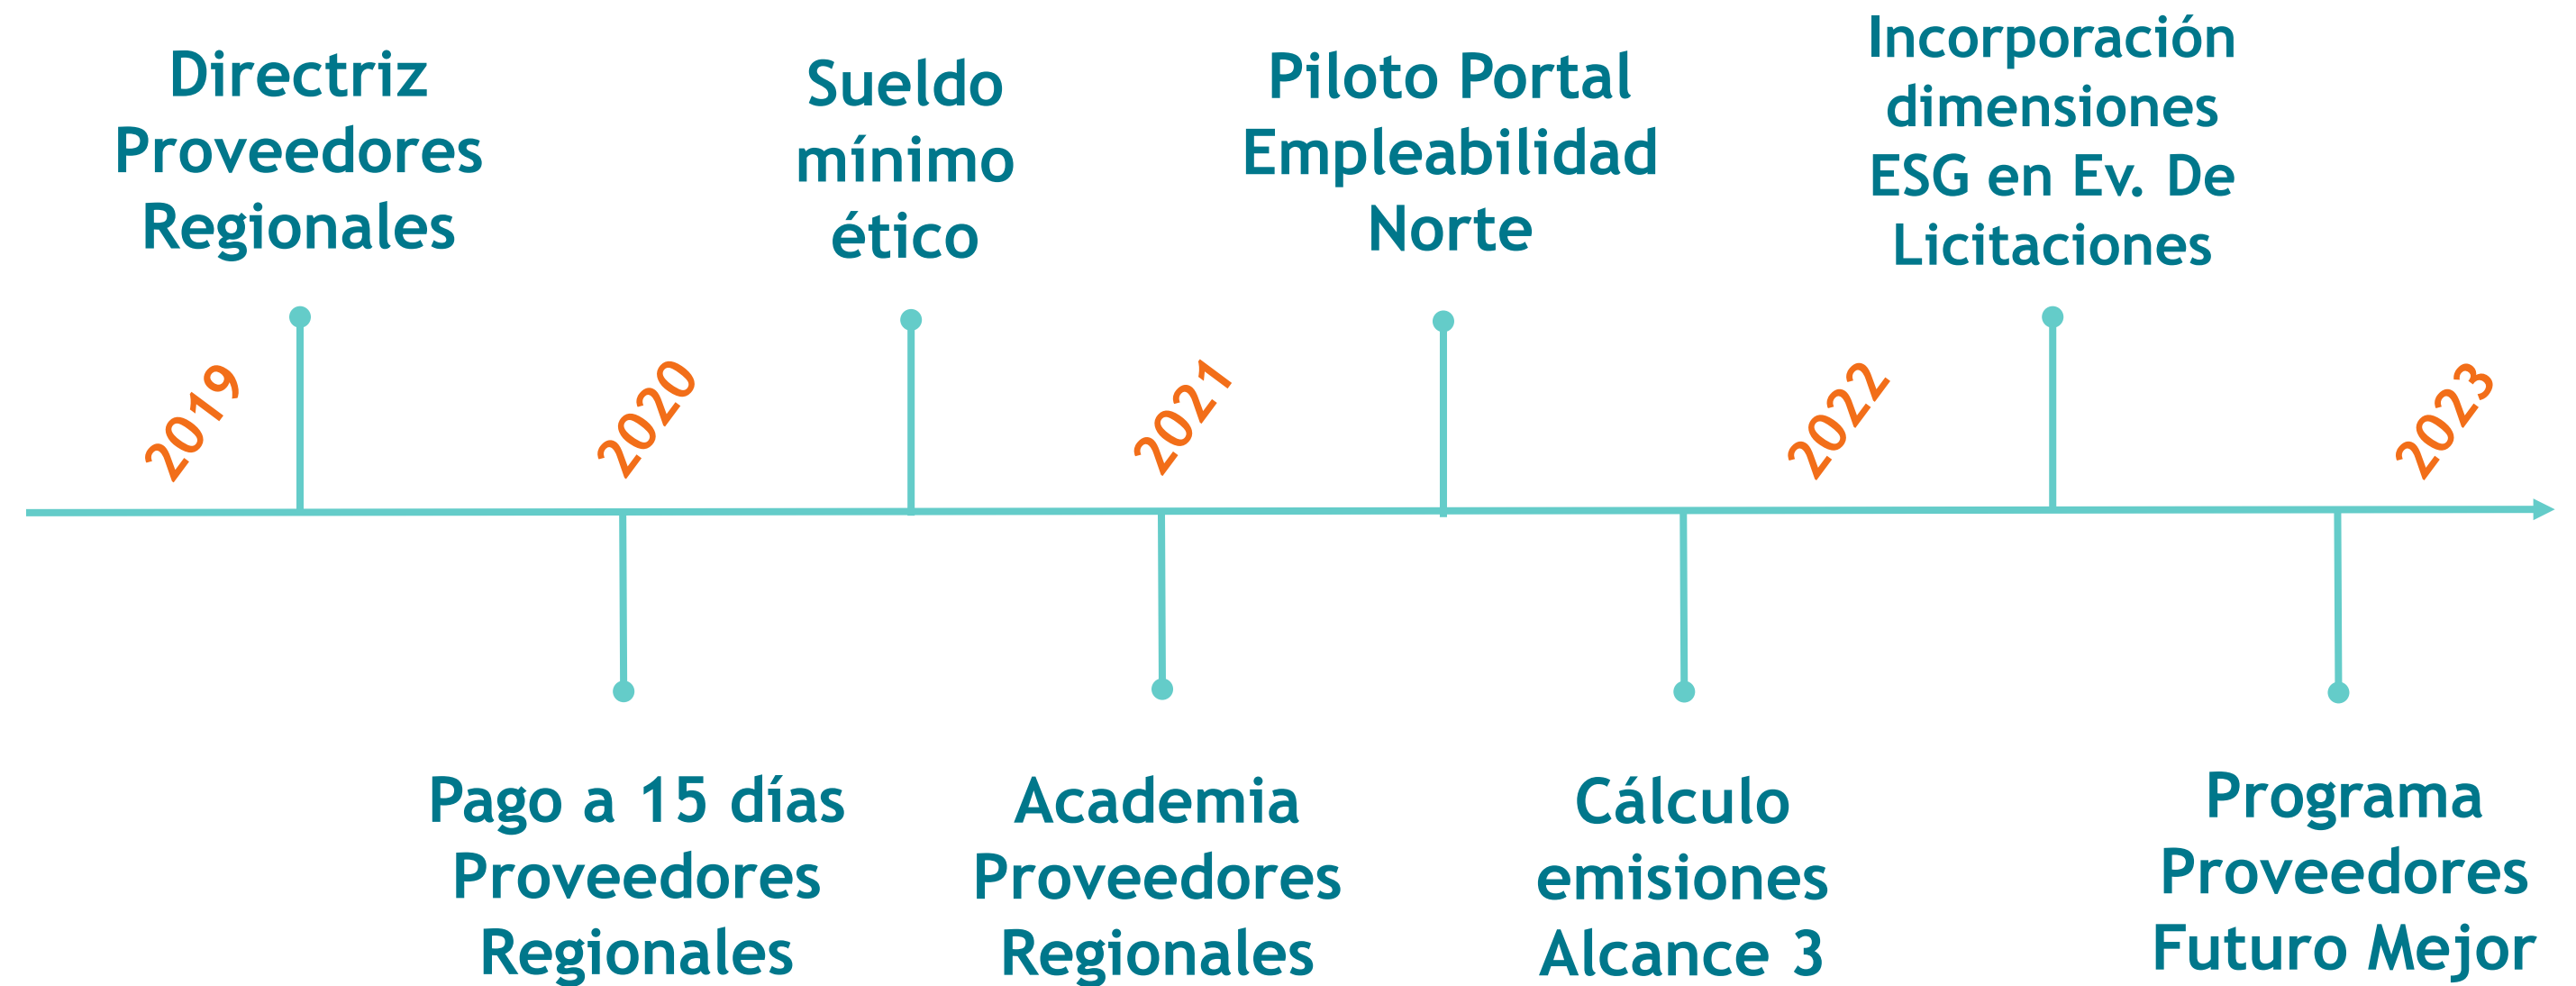 Directriz
Proveedores
Regionales
Sueldo
mínimo
ético
Piloto Portal
Empleabilidad
Norte
Incorporación
dimensiones
ESG en Ev. De
Licitaciones
2019
2020
2021
2022
2023
Pago a 15 días
Proveedores
Regionales
Academia
Proveedores
Regionales
Cálculo
emisiones
Alcance 3
Programa
Proveedores
Futuro Mejor